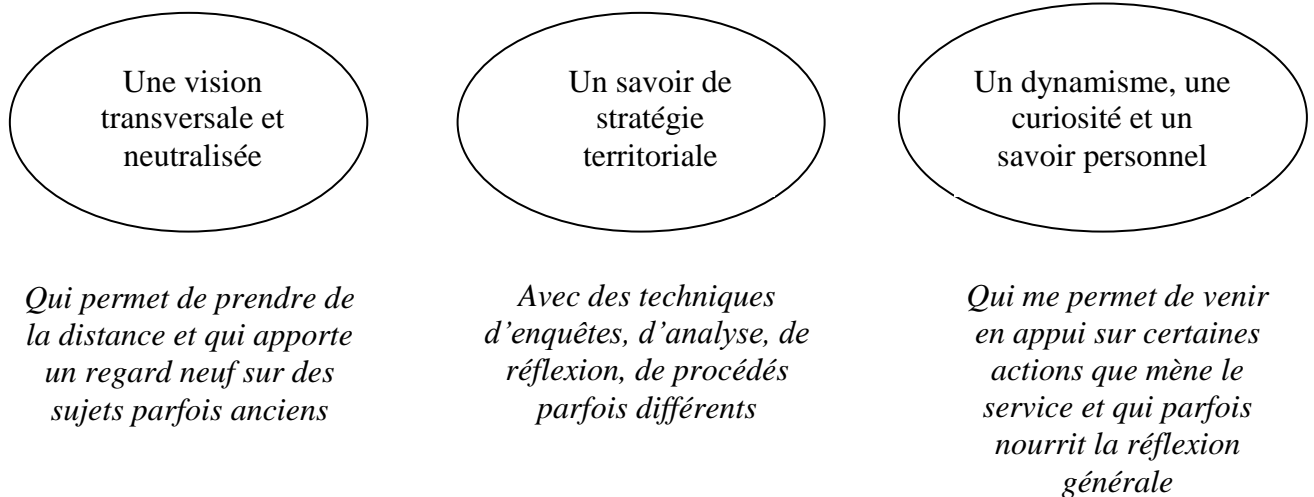 Une vision
transversale et
neutralisée
Qui permet de prendre de
la distance et qui apporte
un regard neuf sur des
sujets parfois anciens
Un savoir de
stratégie
territoriale
Avec des techniques
d’enquêtes, d’analyse, de
réflexion, de procédés
parfois différents
Un dynamisme, une
curiosité et un
savoir personnel
Qui me permet de venir
en appui sur certaines
actions que mène le
service et qui parfois
nourrit la réflexion
générale